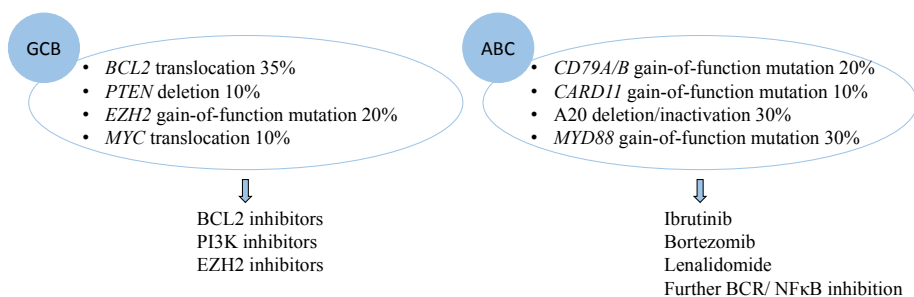 GCB
• BCL2 translocation 35%
• PTEN deletion 10%
• EZH2 gain-of-function mutation 20%
• MYC translocation 10%
BCL2 inhibitors
PI3K inhibitors
EZH2 inhibitors
ABC
• CD79A/B gain-of-function mutation 20%
• CARD11 gain-of-function mutation 10%
• A20 deletion/inactivation 30%
• MYD88 gain-of-function mutation 30%
Ibrutinib
Bortezomib
Lenalidomide
Further BCR/ NFκB inhibition